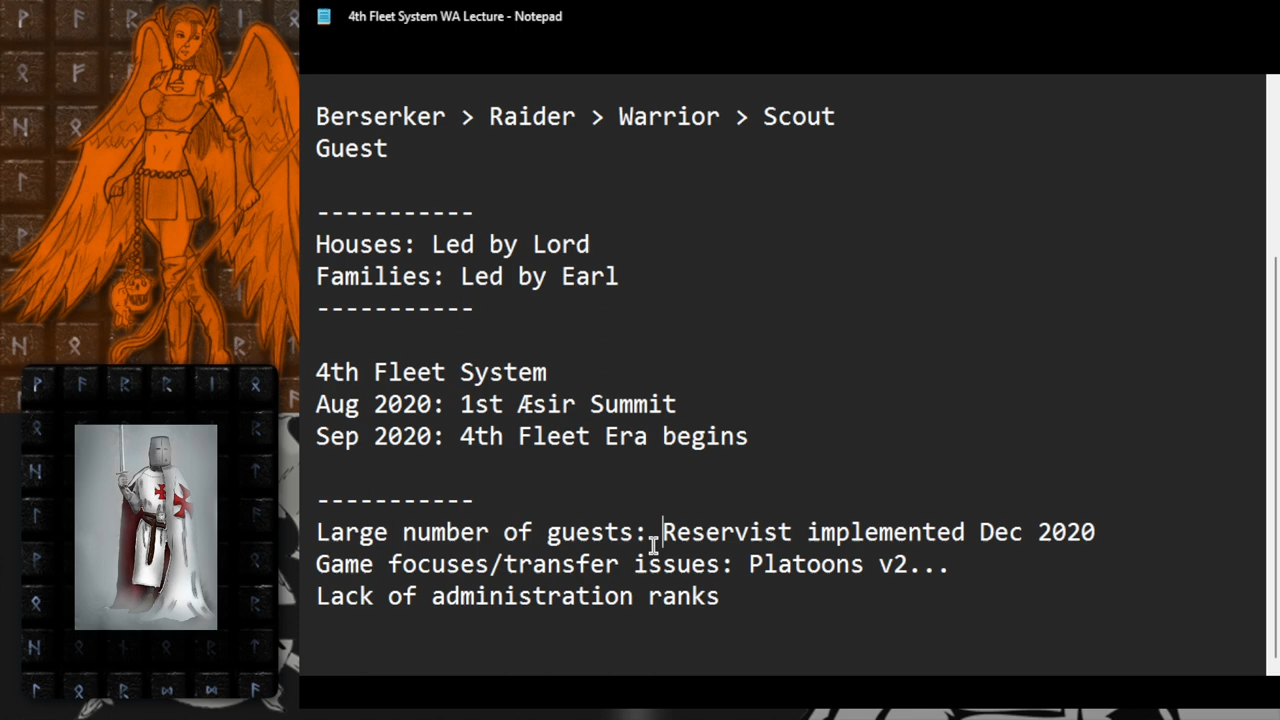 4th Fleet System WA Lecture - Notepad
Berserker > Raider > Warrior > Scout
Guest
-----------
Houses: Led by Lord
Families: Led by Earl
-----------
4th Fleet System
Aug 2020: 1st Æsir Summit
Sep 2020: 4th Fleet Era begins
-----------
Large number of guests: Reservist implemented Dec 2020
Game focuses/transfer issues: Platoons v2...
Lack of administration ranks